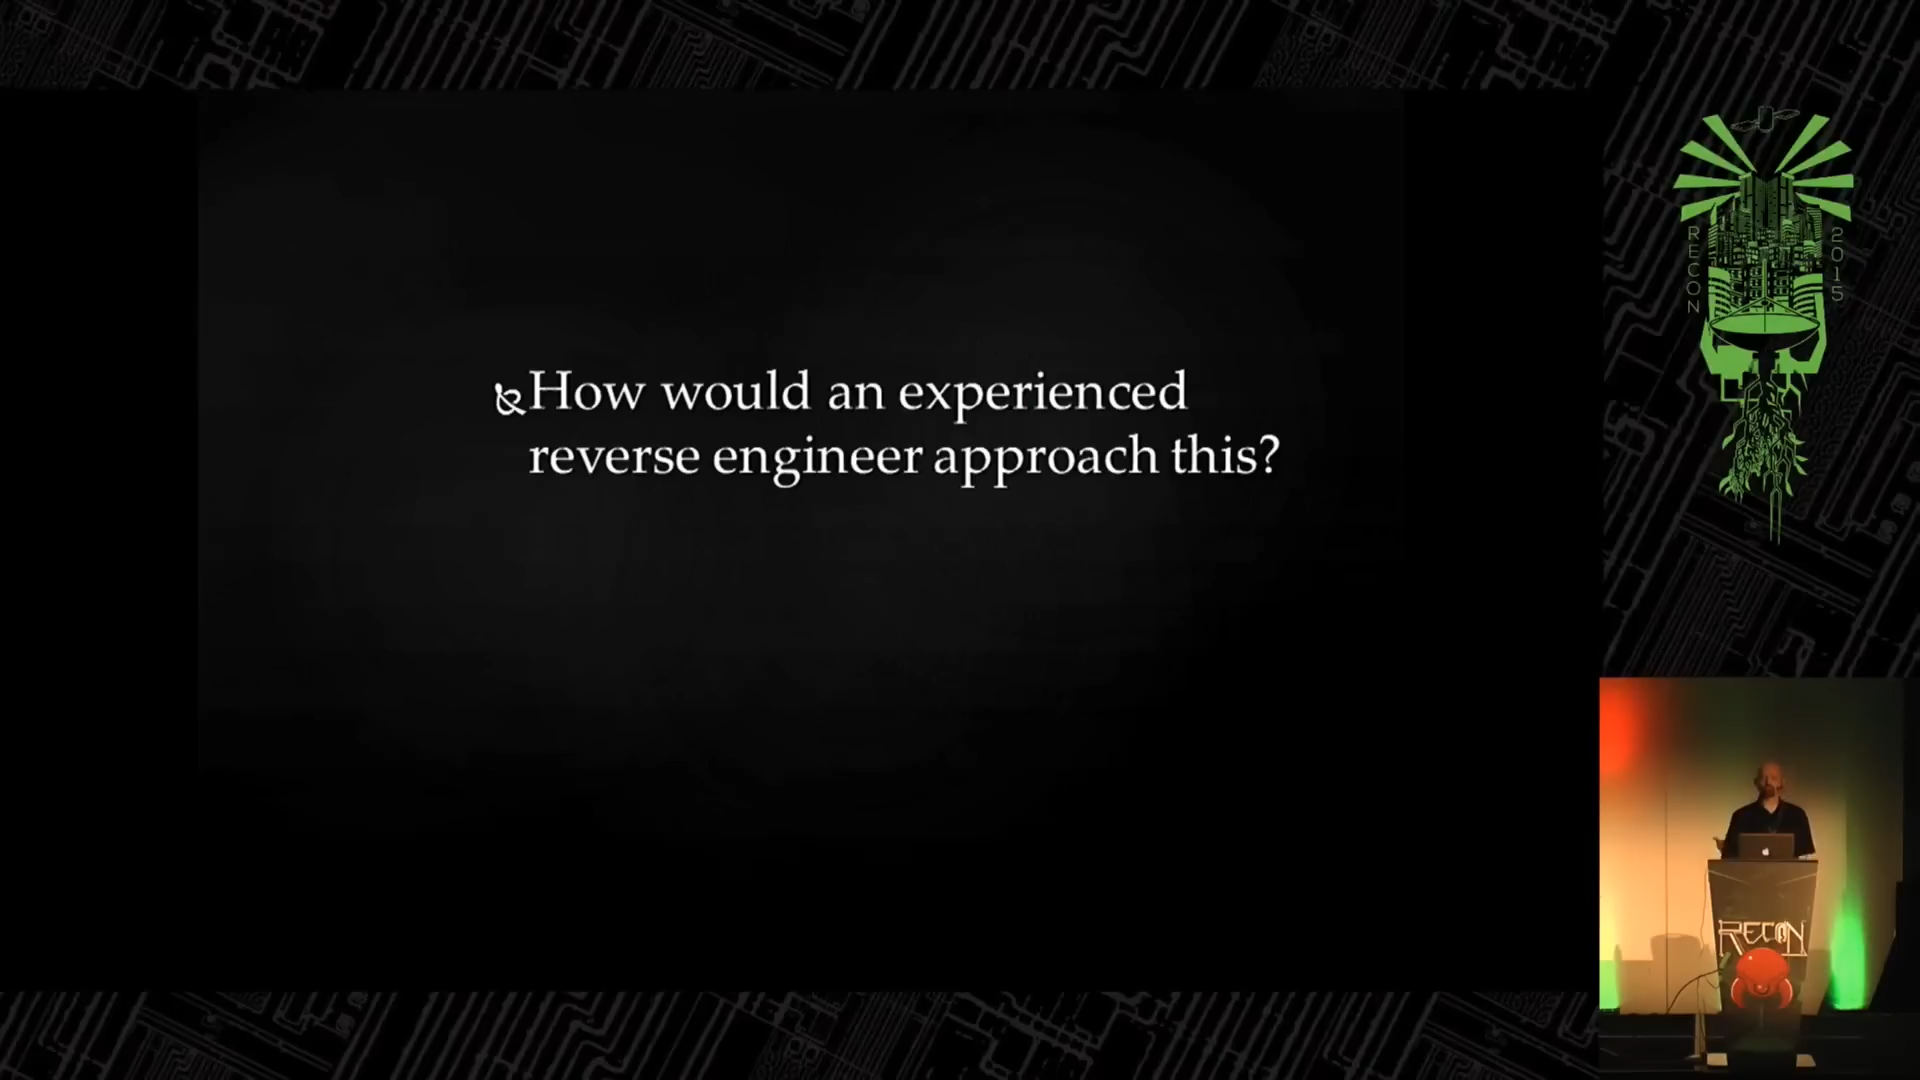 How would an experienced
reverse engineer approach this?
RECON
2015
RECON